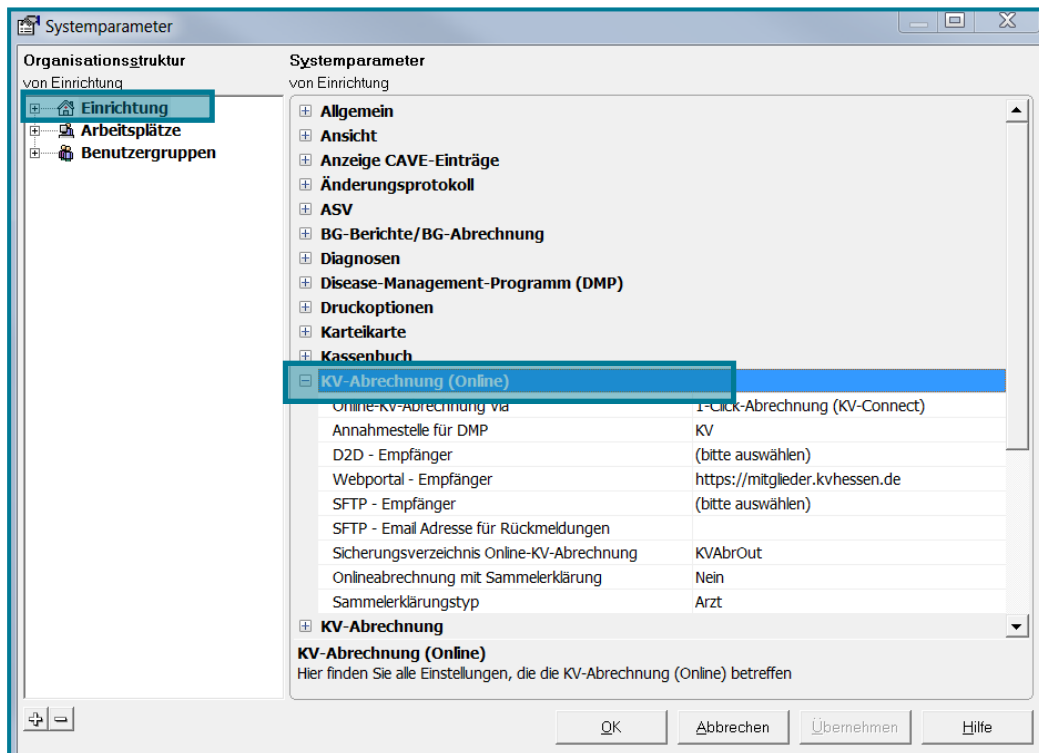 Systemparameter
Organisationsstruktur
von Einrichtung
Einrichtung
Arbeitsplätze
Benutzergruppen
Systemparameter
von Einrichtung
Allgemein
Ansicht
Anzeige CAVE-Einträge
Änderungsprotokoll
ASV
BG-Berichte/BG-Abrechnung
Diagnosen
Disease-Management-Programm (DMP)
Druckoptionen
Karteikarte
Kassenbuch
KV-Abrechnung (Online)
Online-KV-Abrechnung via 1-Click-Abrechnung (KV-Connect)
Annahmestelle für DMP KV
D2D - Empfänger (bitte auswählen)
Webportal - Empfänger https://mitglieder.kvhessen.de
SFTP - Empfänger (bitte auswählen)
SFTP - Email Adresse für Rückmeldungen
Sicherungsverzeichnis Online-KV-Abrechnung KVAbrOut
Onlineabrechnung mit Sammelerklärung Nein
Sammelerklärungstyp Arzt
KV-Abrechnung
KV-Abrechnung (Online)
Hier finden Sie alle Einstellungen, die die KV-Abrechnung (Online) betreffen
OK Abbrechen Übernehmen Hilfe